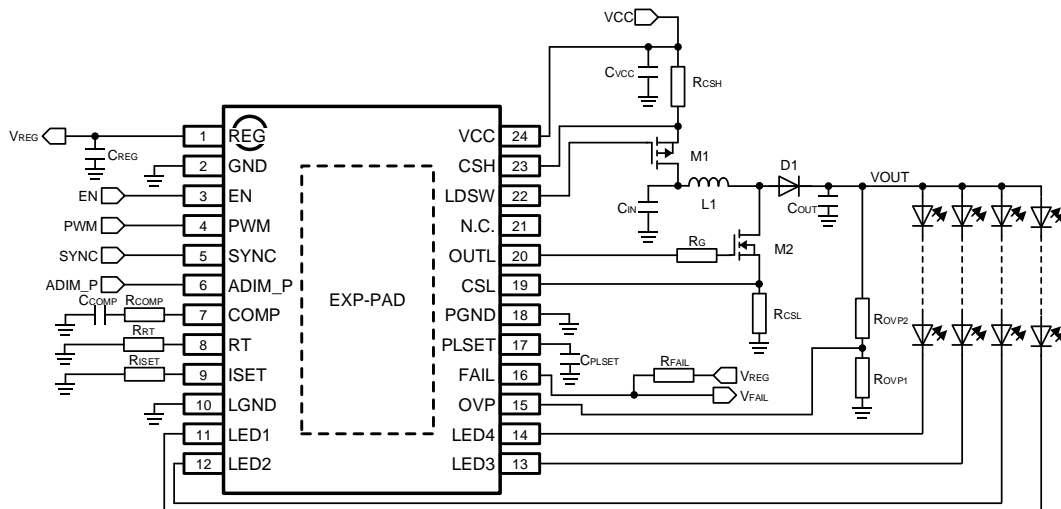 VCC
CVCC
RCSH
VREG
CREG
1
REG
VCC
24
2
GND
CSH
23
M1
D1
EN
3
EN
LDSW
22
VOUT
CIN
L1
COUT
PWM
4
PWM
N.C.
21
SYNC
5
SYNC
OUTL
20
RG
M2
ADIM_P
6
ADIM_P
CSL
19
EXP-PAD
CCOMP
RCOMP
7
COMP
PGND
18
RCSL
ROVP2
RRT
8
RT
PLSET
17
CPLSET
RISET
9
ISET
FAIL
16
RFAIL
VREG
VFAIL
ROVP1
10
LGND
OVP
15
11
LED1
LED4
14
12
LED2
LED3
13